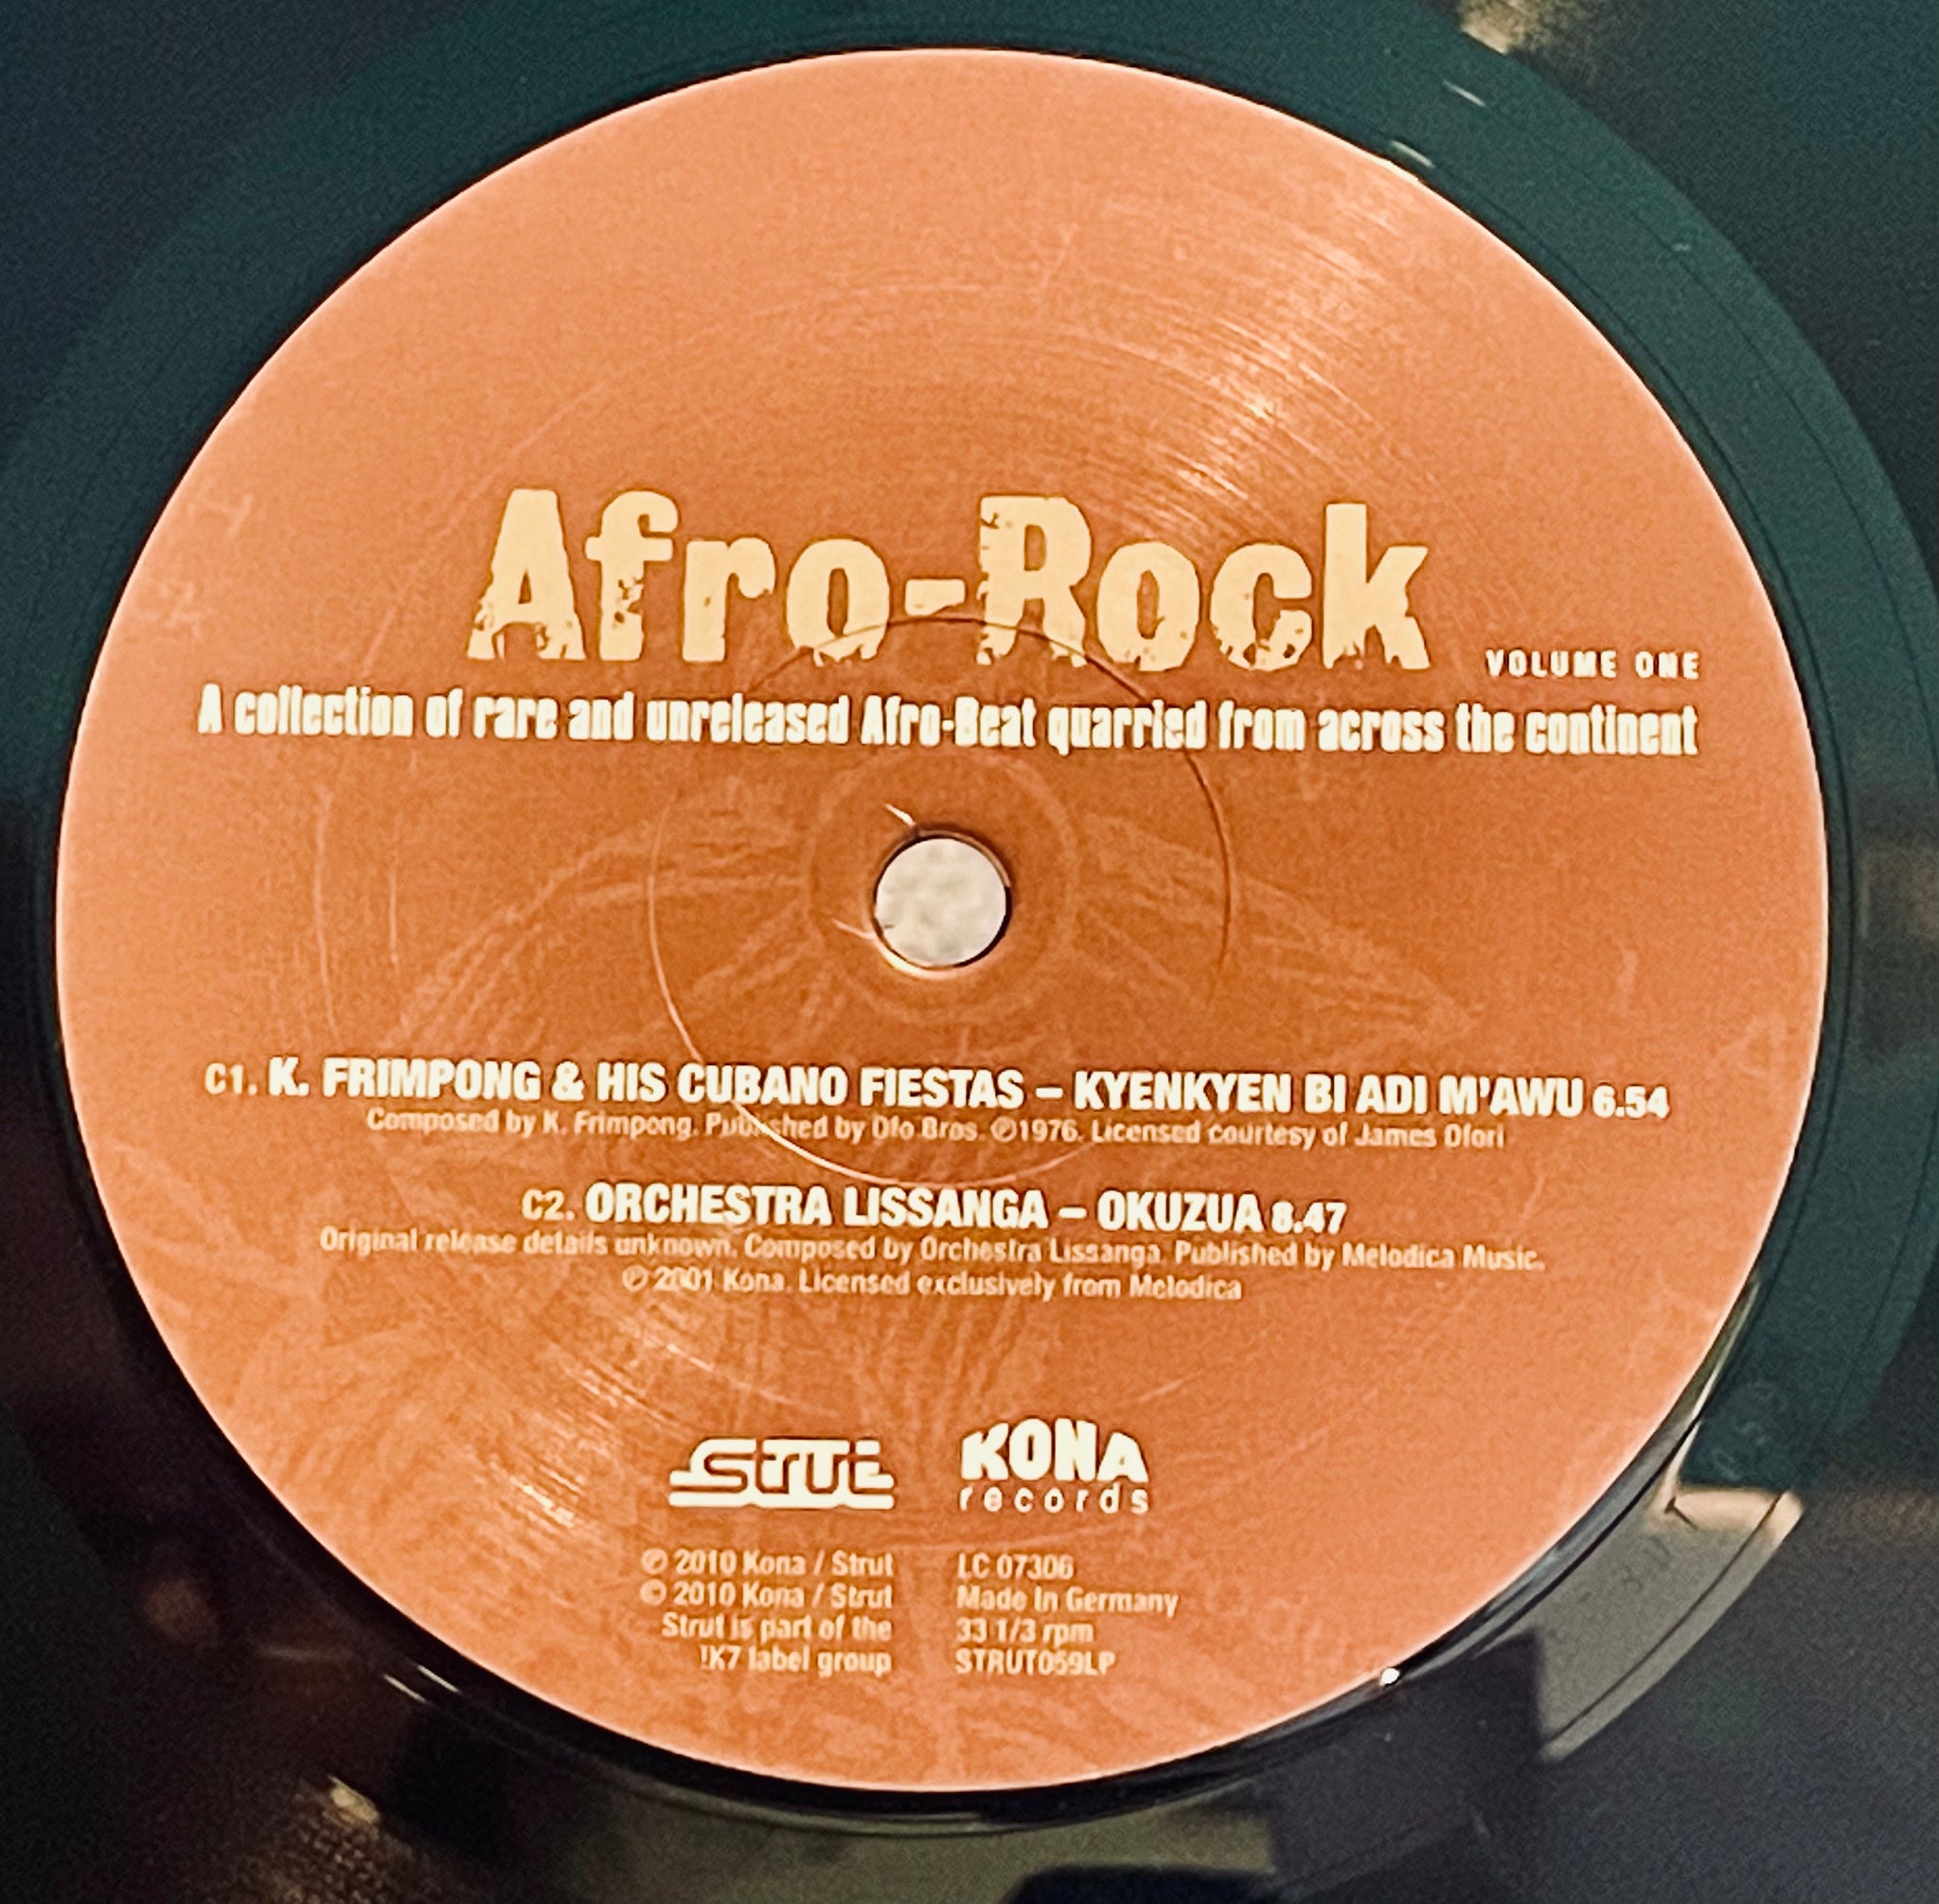 Afro-Rock VOLUME ONE
A collection of rare and unreleased Afro-Beat quarried from across the continent
C1. K. FRIMPONG & HIS CUBANO FIESTAS – KYENKYEN BI ADI M'AWU 6.54
Composed by K. Frimpong. Published by Ofo Bros. ℗1976. Licensed courtesy of James Ofori
C2. ORCHESTRA LISSANGA – OKUZUA 8.47
Original release details unknown. Composed by Orchestra Lissanga. Published by Melodica Music.
℗ 2001 Kona. Licensed exclusively from Melodica
Strut
KONA
records
℗ 2010 Kona / Strut
© 2010 Kona / Strut
Strut is part of the
!K7 label group
LC 07306
Made In Germany
33 1/3 rpm
STRUT059LP